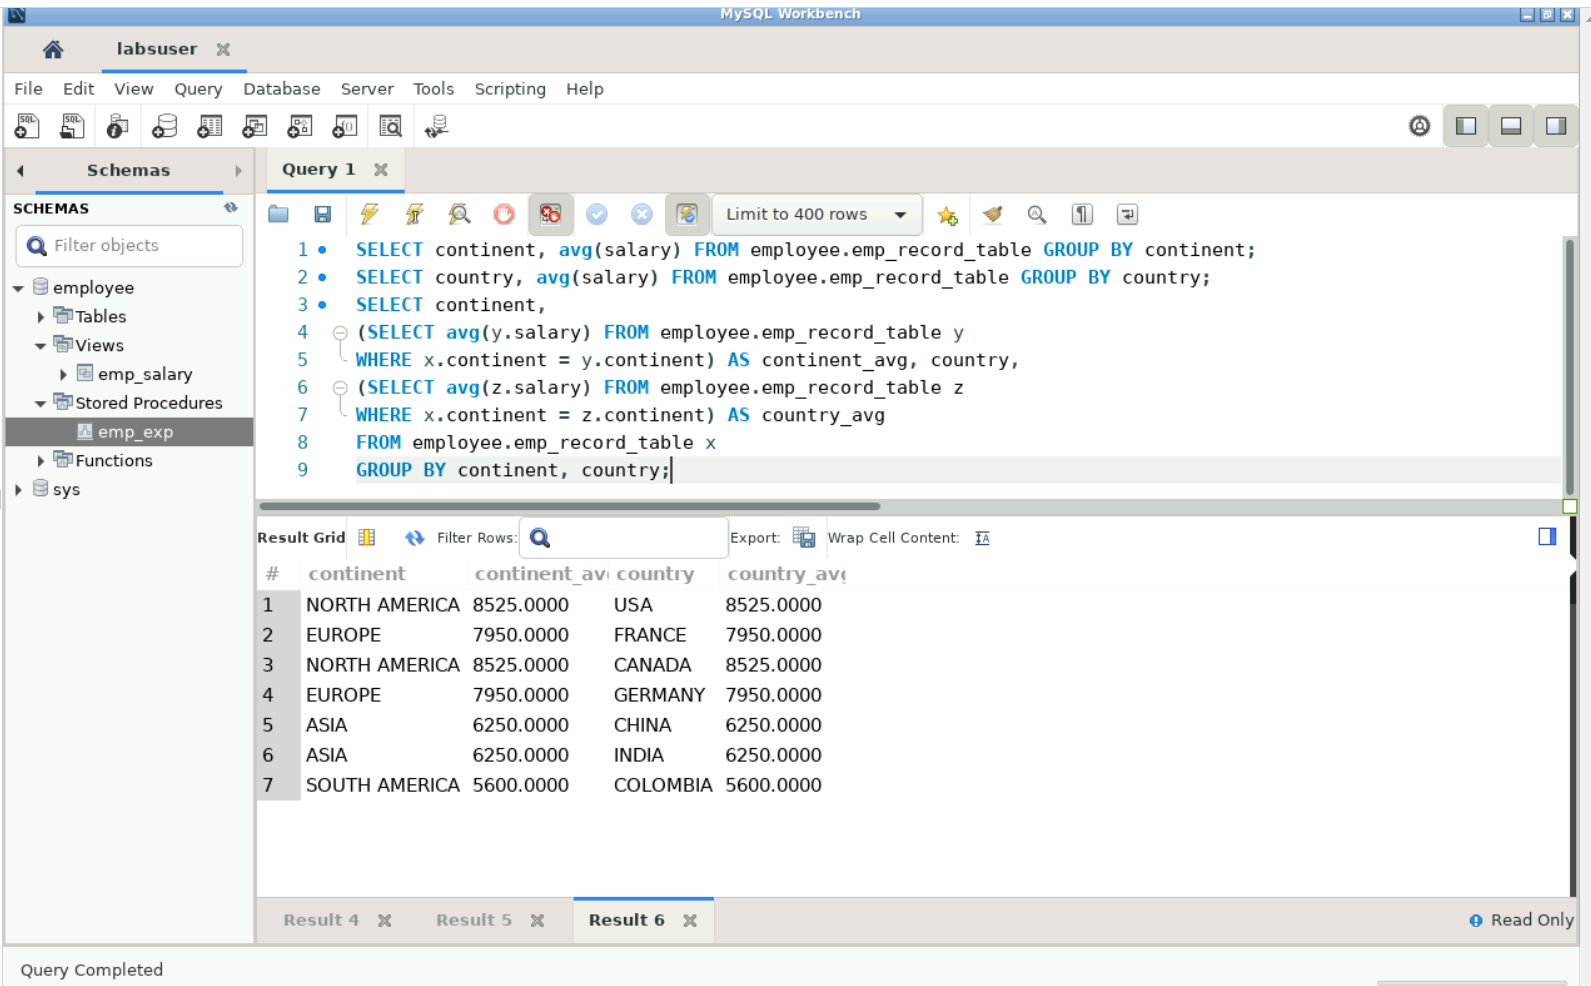 MySQL Workbench
labsuser
File Edit View Query Database Server Tools Scripting Help
Schemas
Query 1
SCHEMAS
Limit to 400 rows
Filter objects
employee
Tables
Views
emp_salary
Stored Procedures
emp_exp
Functions
sys
1 SELECT continent, avg(salary) FROM employee.emp_record_table GROUP BY continent;
2 SELECT country, avg(salary) FROM employee.emp_record_table GROUP BY country;
3 SELECT continent,
4 (SELECT avg(y.salary) FROM employee.emp_record_table y
5 WHERE x.continent = y.continent) AS continent_avg, country,
6 (SELECT avg(z.salary) FROM employee.emp_record_table z
7 WHERE x.continent = z.continent) AS country_avg
8 FROM employee.emp_record_table x
9 GROUP BY continent, country;
Result Grid Filter Rows: Export: Wrap Cell Content:
# continent continent_av country country_avg
1 NORTH AMERICA 8525.0000 USA 8525.0000
2 EUROPE 7950.0000 FRANCE 7950.0000
3 NORTH AMERICA 8525.0000 CANADA 8525.0000
4 EUROPE 7950.0000 GERMANY 7950.0000
5 ASIA 6250.0000 CHINA 6250.0000
6 ASIA 6250.0000 INDIA 6250.0000
7 SOUTH AMERICA 5600.0000 COLOMBIA 5600.0000
Result 4 Result 5 Result 6 Read Only
Query Completed